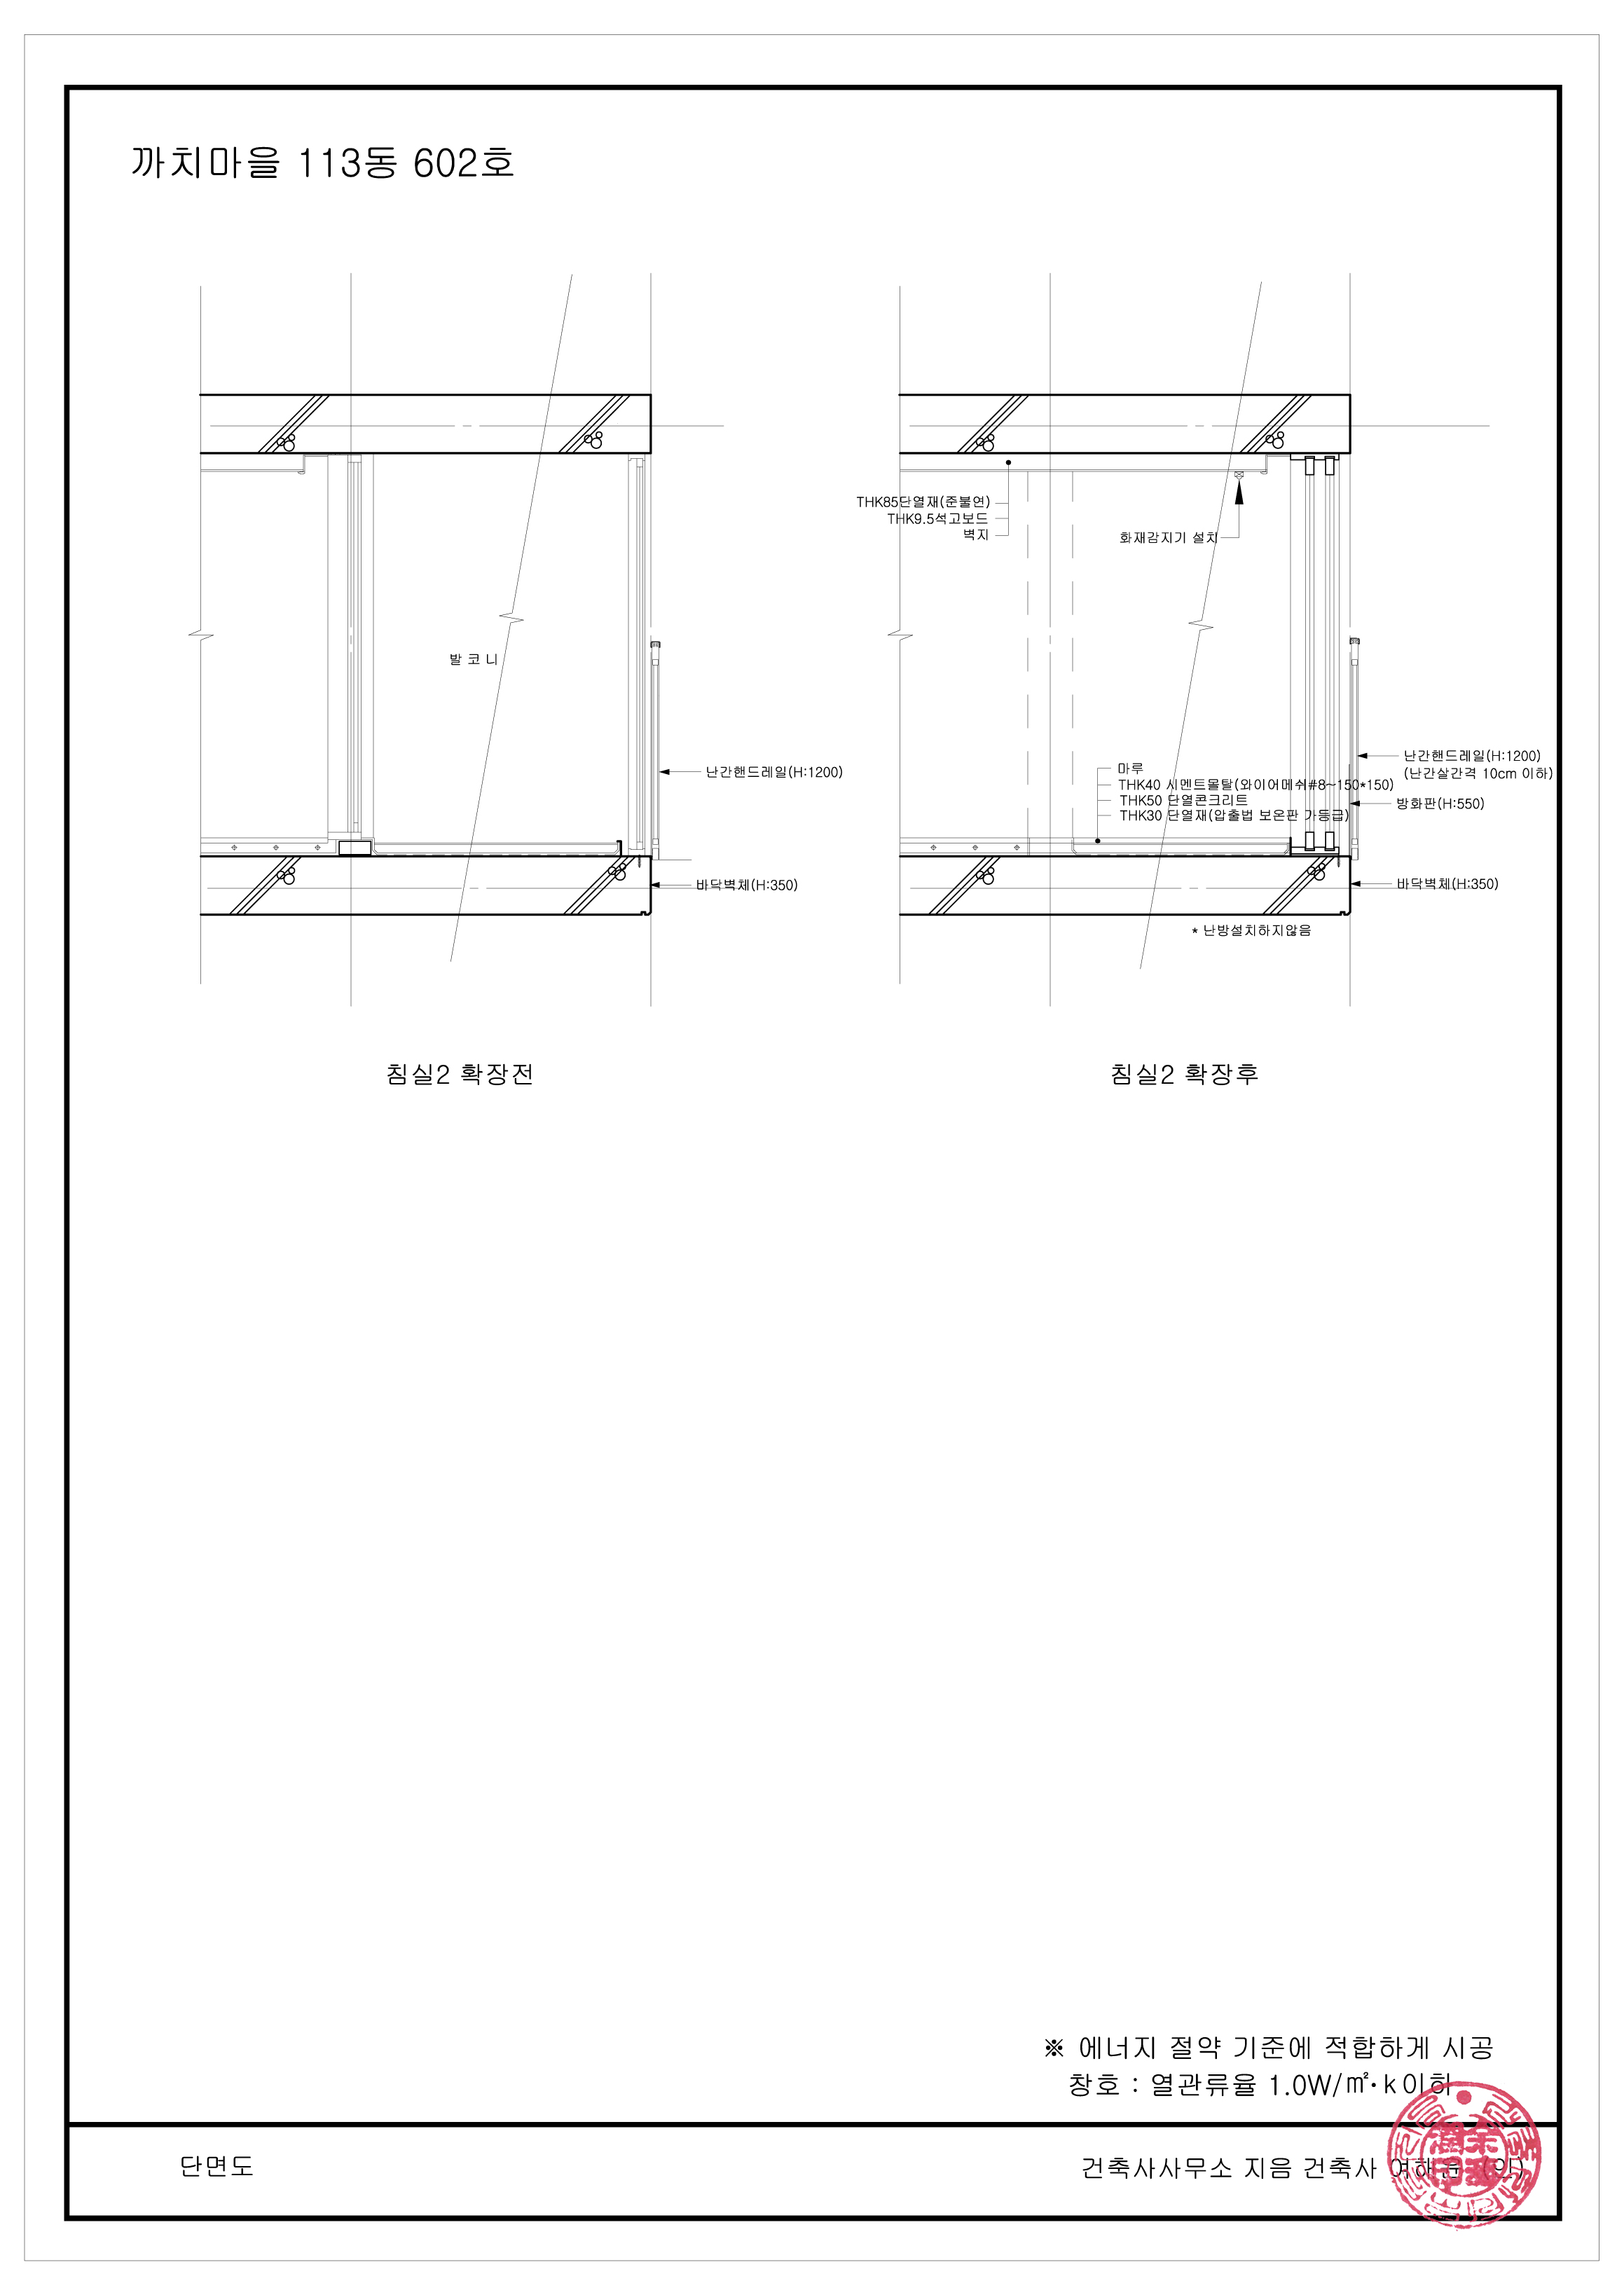 까치마을 113동 602호
발 코 니
난간핸드레일(H:1200)
바닥벽체(H:350)
침실2 확장전
THK85단열재(준불연)
THK9.5석고보드
벽지
화재감지기 설치
마루
THK40 시멘트몰탈(와이어메쉬#8~150*150)
THK50 단열콘크리트
THK30 단열재(압출법 보온판 가등급)
난간핸드레일(H:1200)
(난간살간격 10cm 이하)
방화판(H:550)
바닥벽체(H:350)
* 난방설치하지않음
침실2 확장후
※ 에너지 절약 기준에 적합하게 시공
창호 : 열관류율 1.0W/㎡·k이하
단면도
건축사사무소 지음 건축사